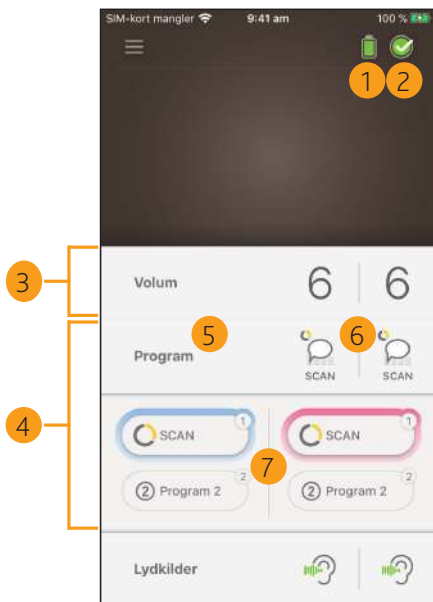 SIM-kort mangler 9:41 am 100 %
1 2
3 Volum 6 6
5 6
Program SCAN SCAN
4 SCAN 1 SCAN 1
7
2 Program 2 2 2 Program 2 2
Lydkilder